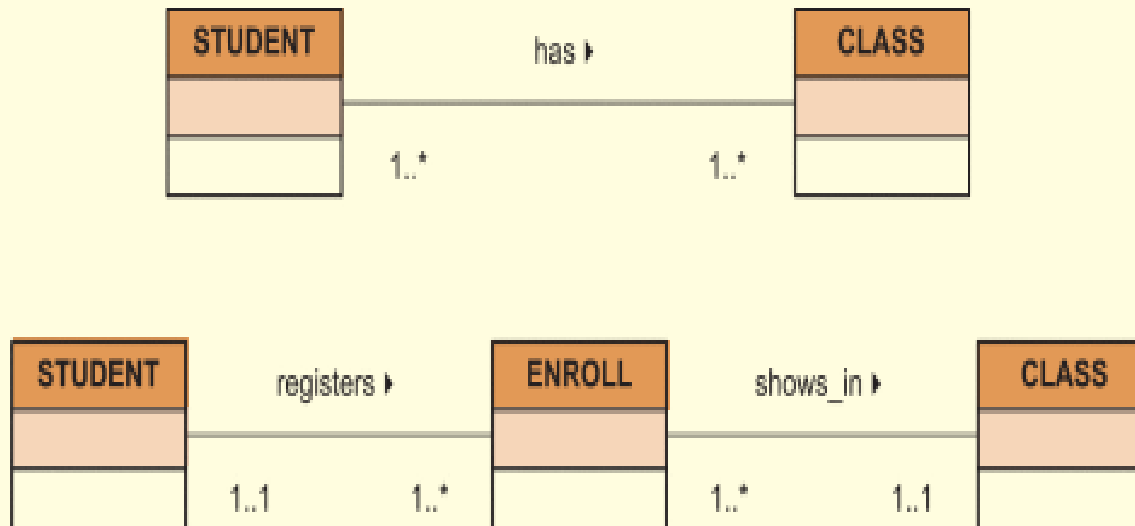 STUDENT has ▸ CLASS
1..* 1..*
STUDENT registers ▸ ENROLL shows_in ▸ CLASS
1..1 1..* 1..* 1..1